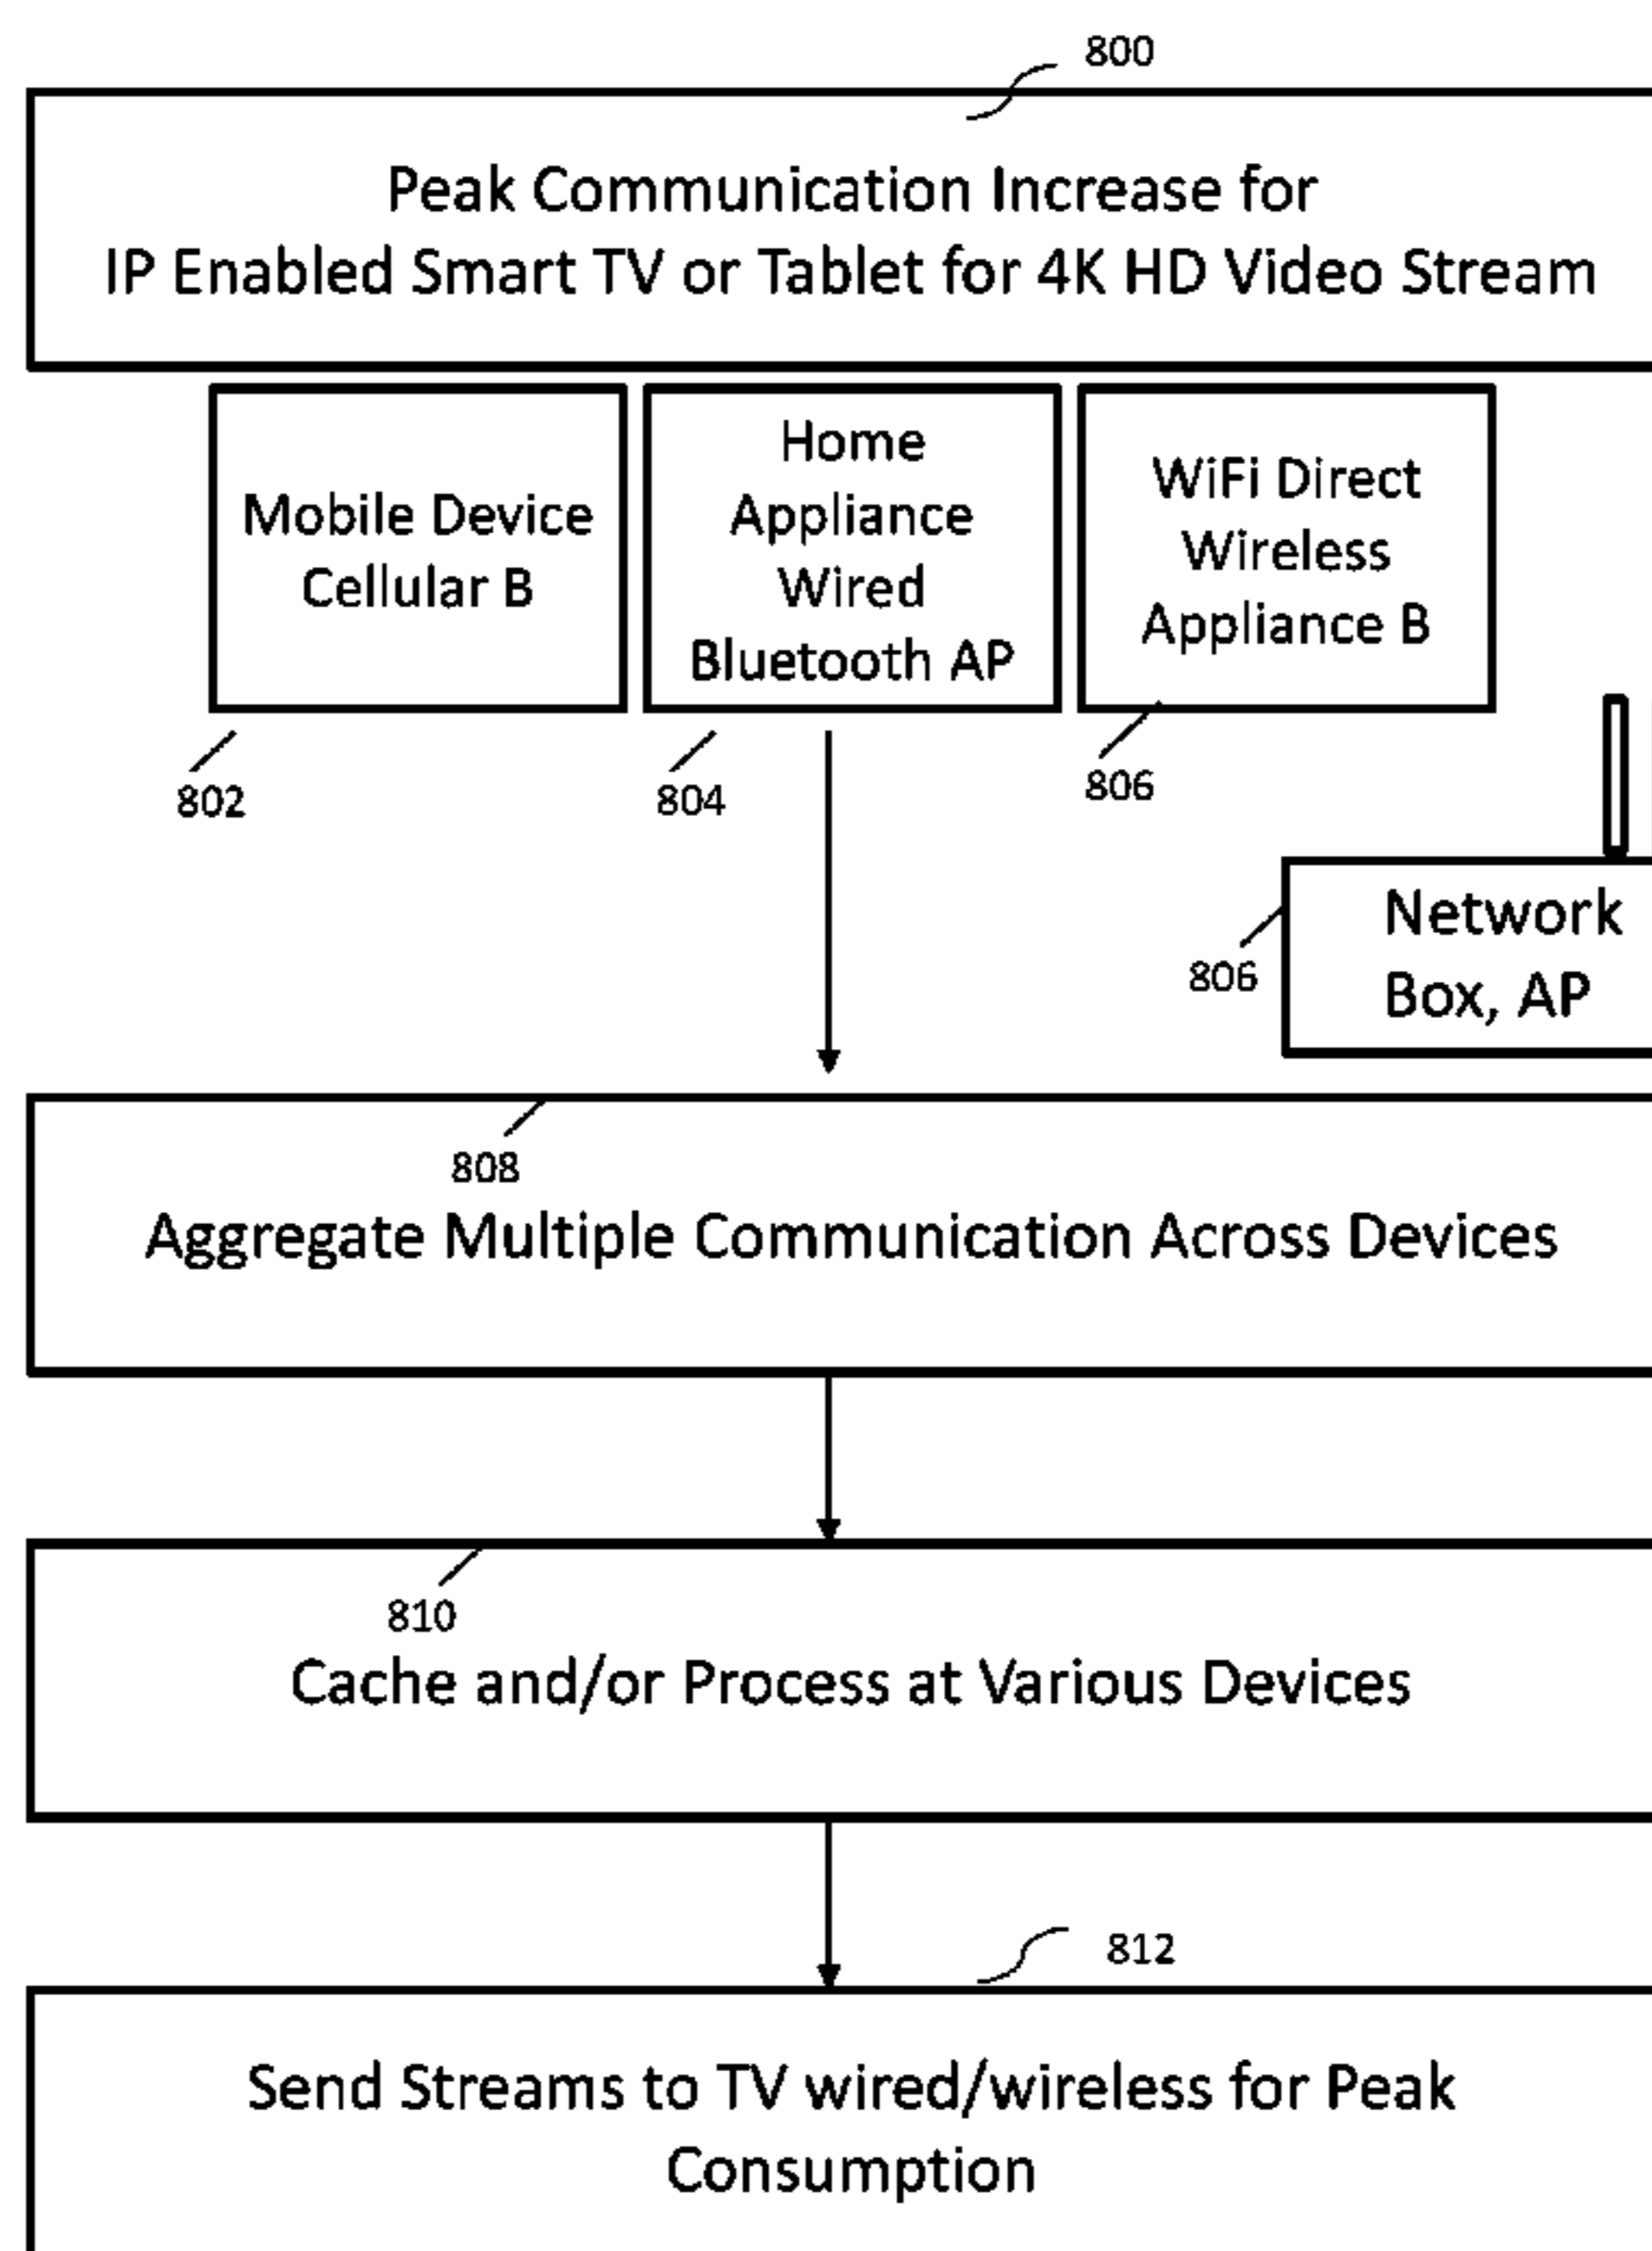 800
Peak Communication Increase for
IP Enabled Smart TV or Tablet for 4K HD Video Stream
Mobile Device
Cellular B
Home
Appliance
Wired
Bluetooth AP
WiFi Direct
Wireless
Appliance B
802
804
806
Network
Box, AP
806
808
Aggregate Multiple Communication Across Devices
810
Cache and/or Process at Various Devices
812
Send Streams to TV wired/wireless for Peak
Consumption